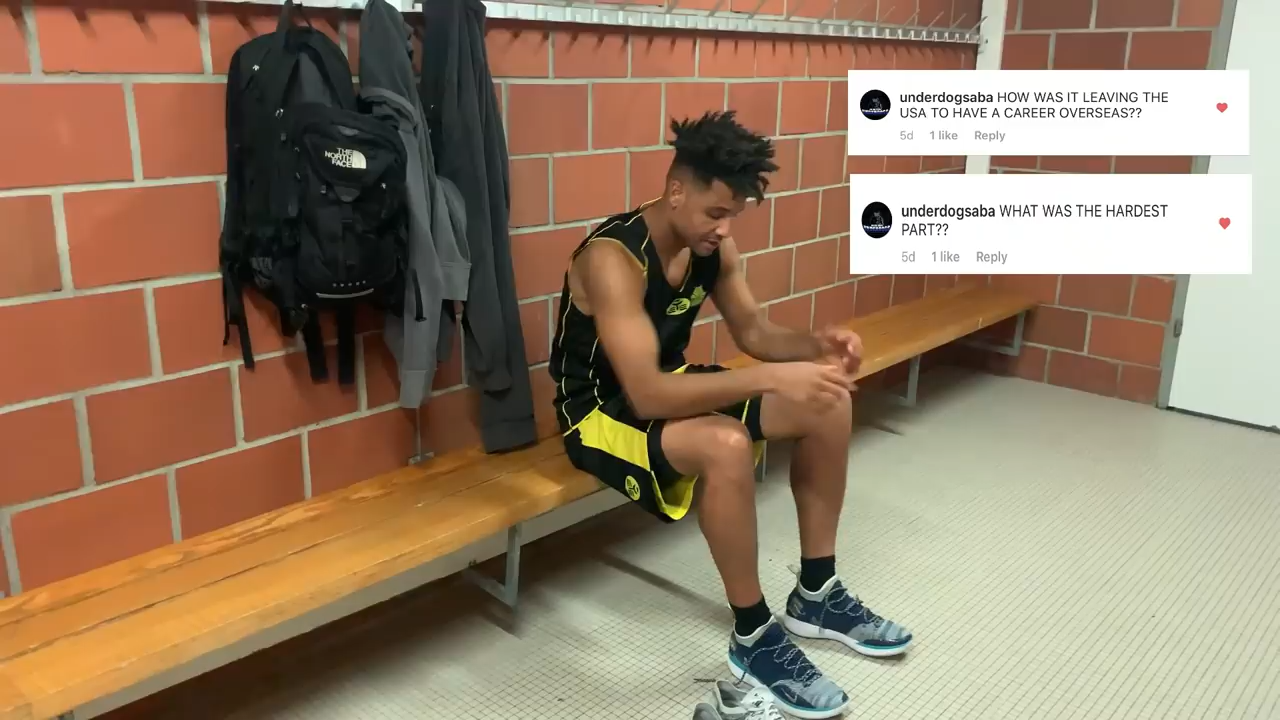 THE
NORTH
FACE
underdogsaba HOW WAS IT LEAVING THE
USA TO HAVE A CAREER OVERSEAS??
5d 1 like Reply
underdogsaba WHAT WAS THE HARDEST
PART??
5d 1 like Reply